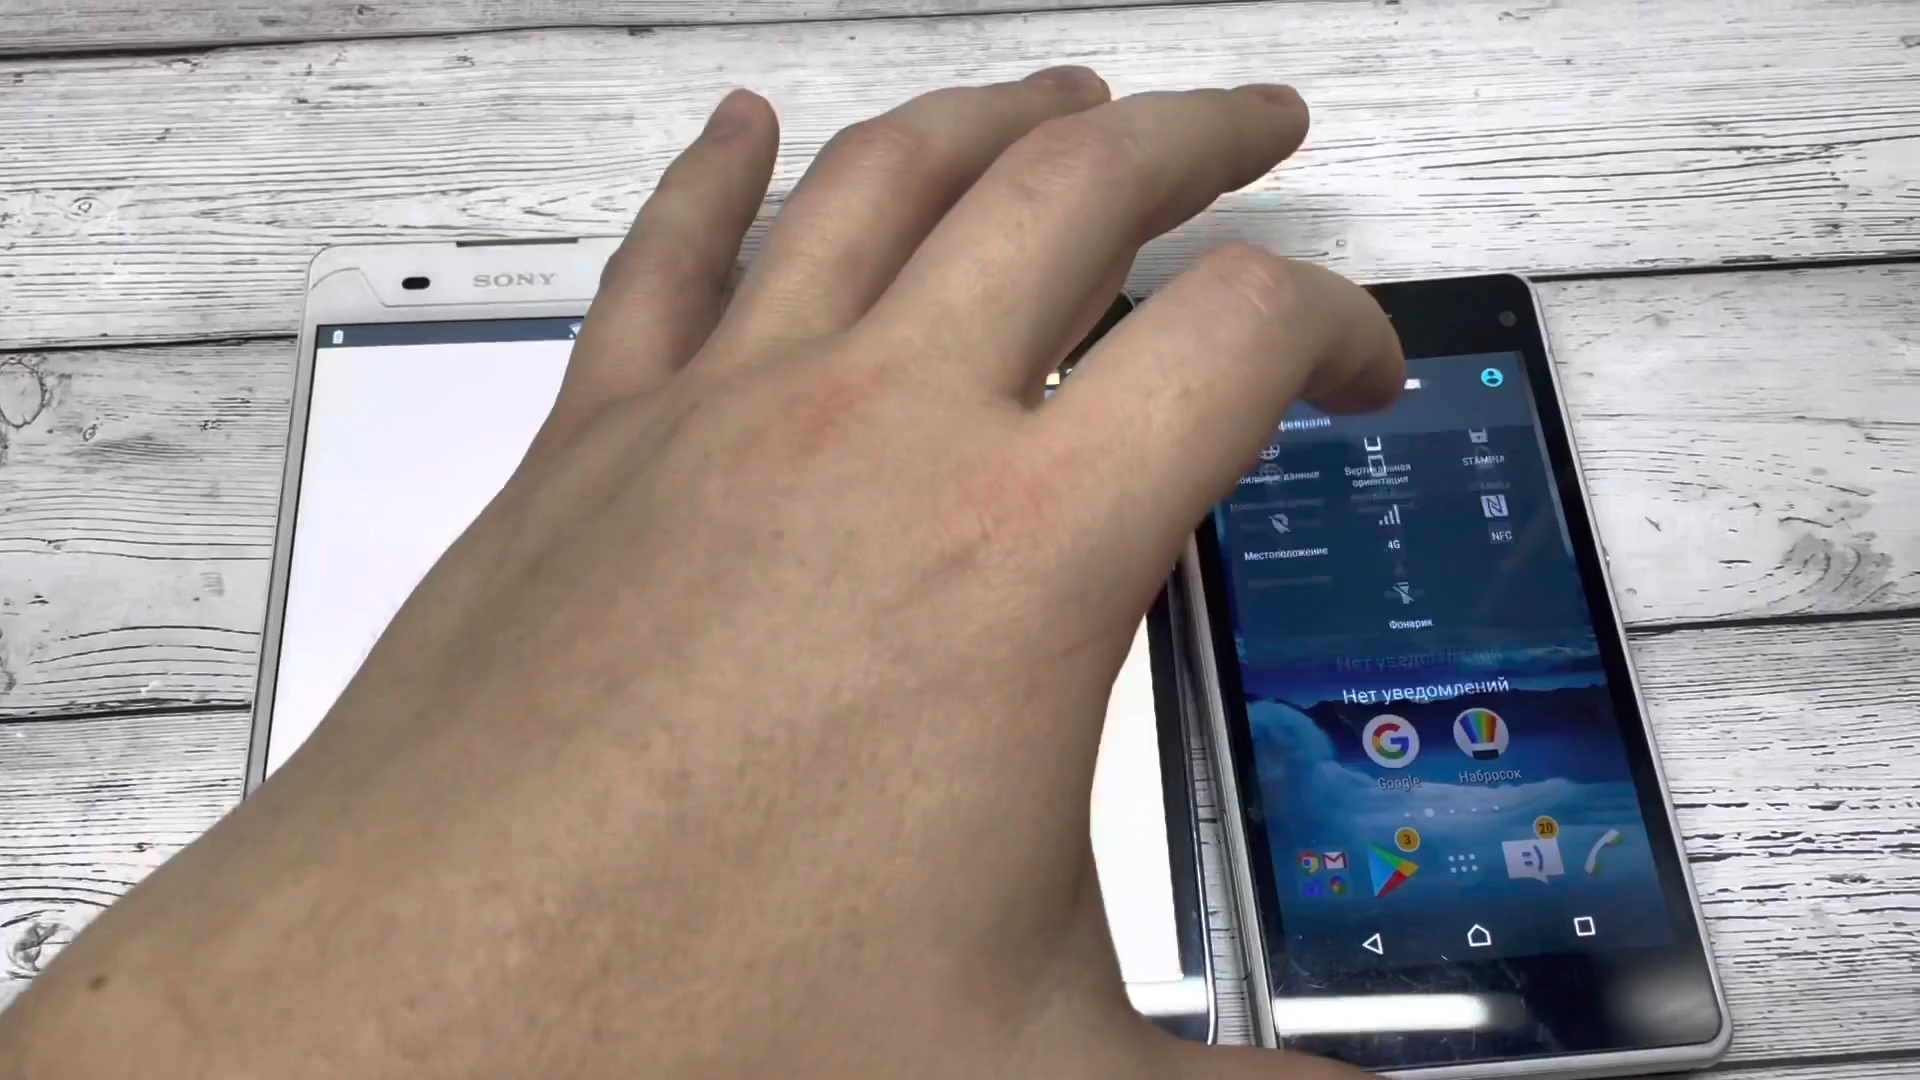 SONY
февраля
Вертикальная
ориентация
STAMINA
Местоположение
4G
NFC
Фонарик
Нет уведомлений
Google
Набросок
3
20